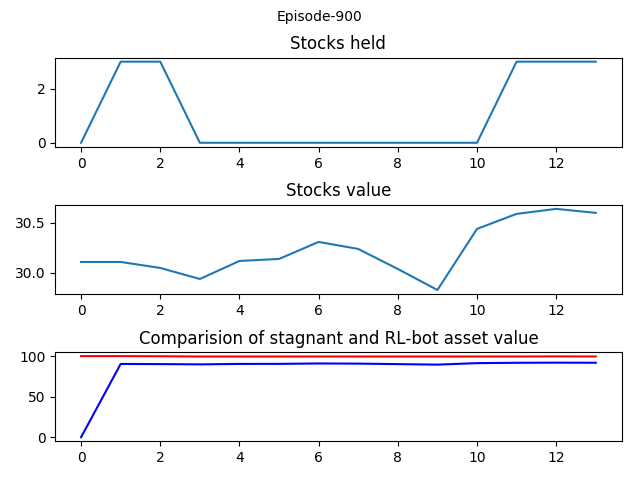 Episode-900
Stocks held
2
0
0 2 4 6 8 10 12
Stocks value
30.5
30.0
0 2 4 6 8 10 12
Comparision of stagnant and RL-bot asset value
100
50
0
0 2 4 6 8 10 12